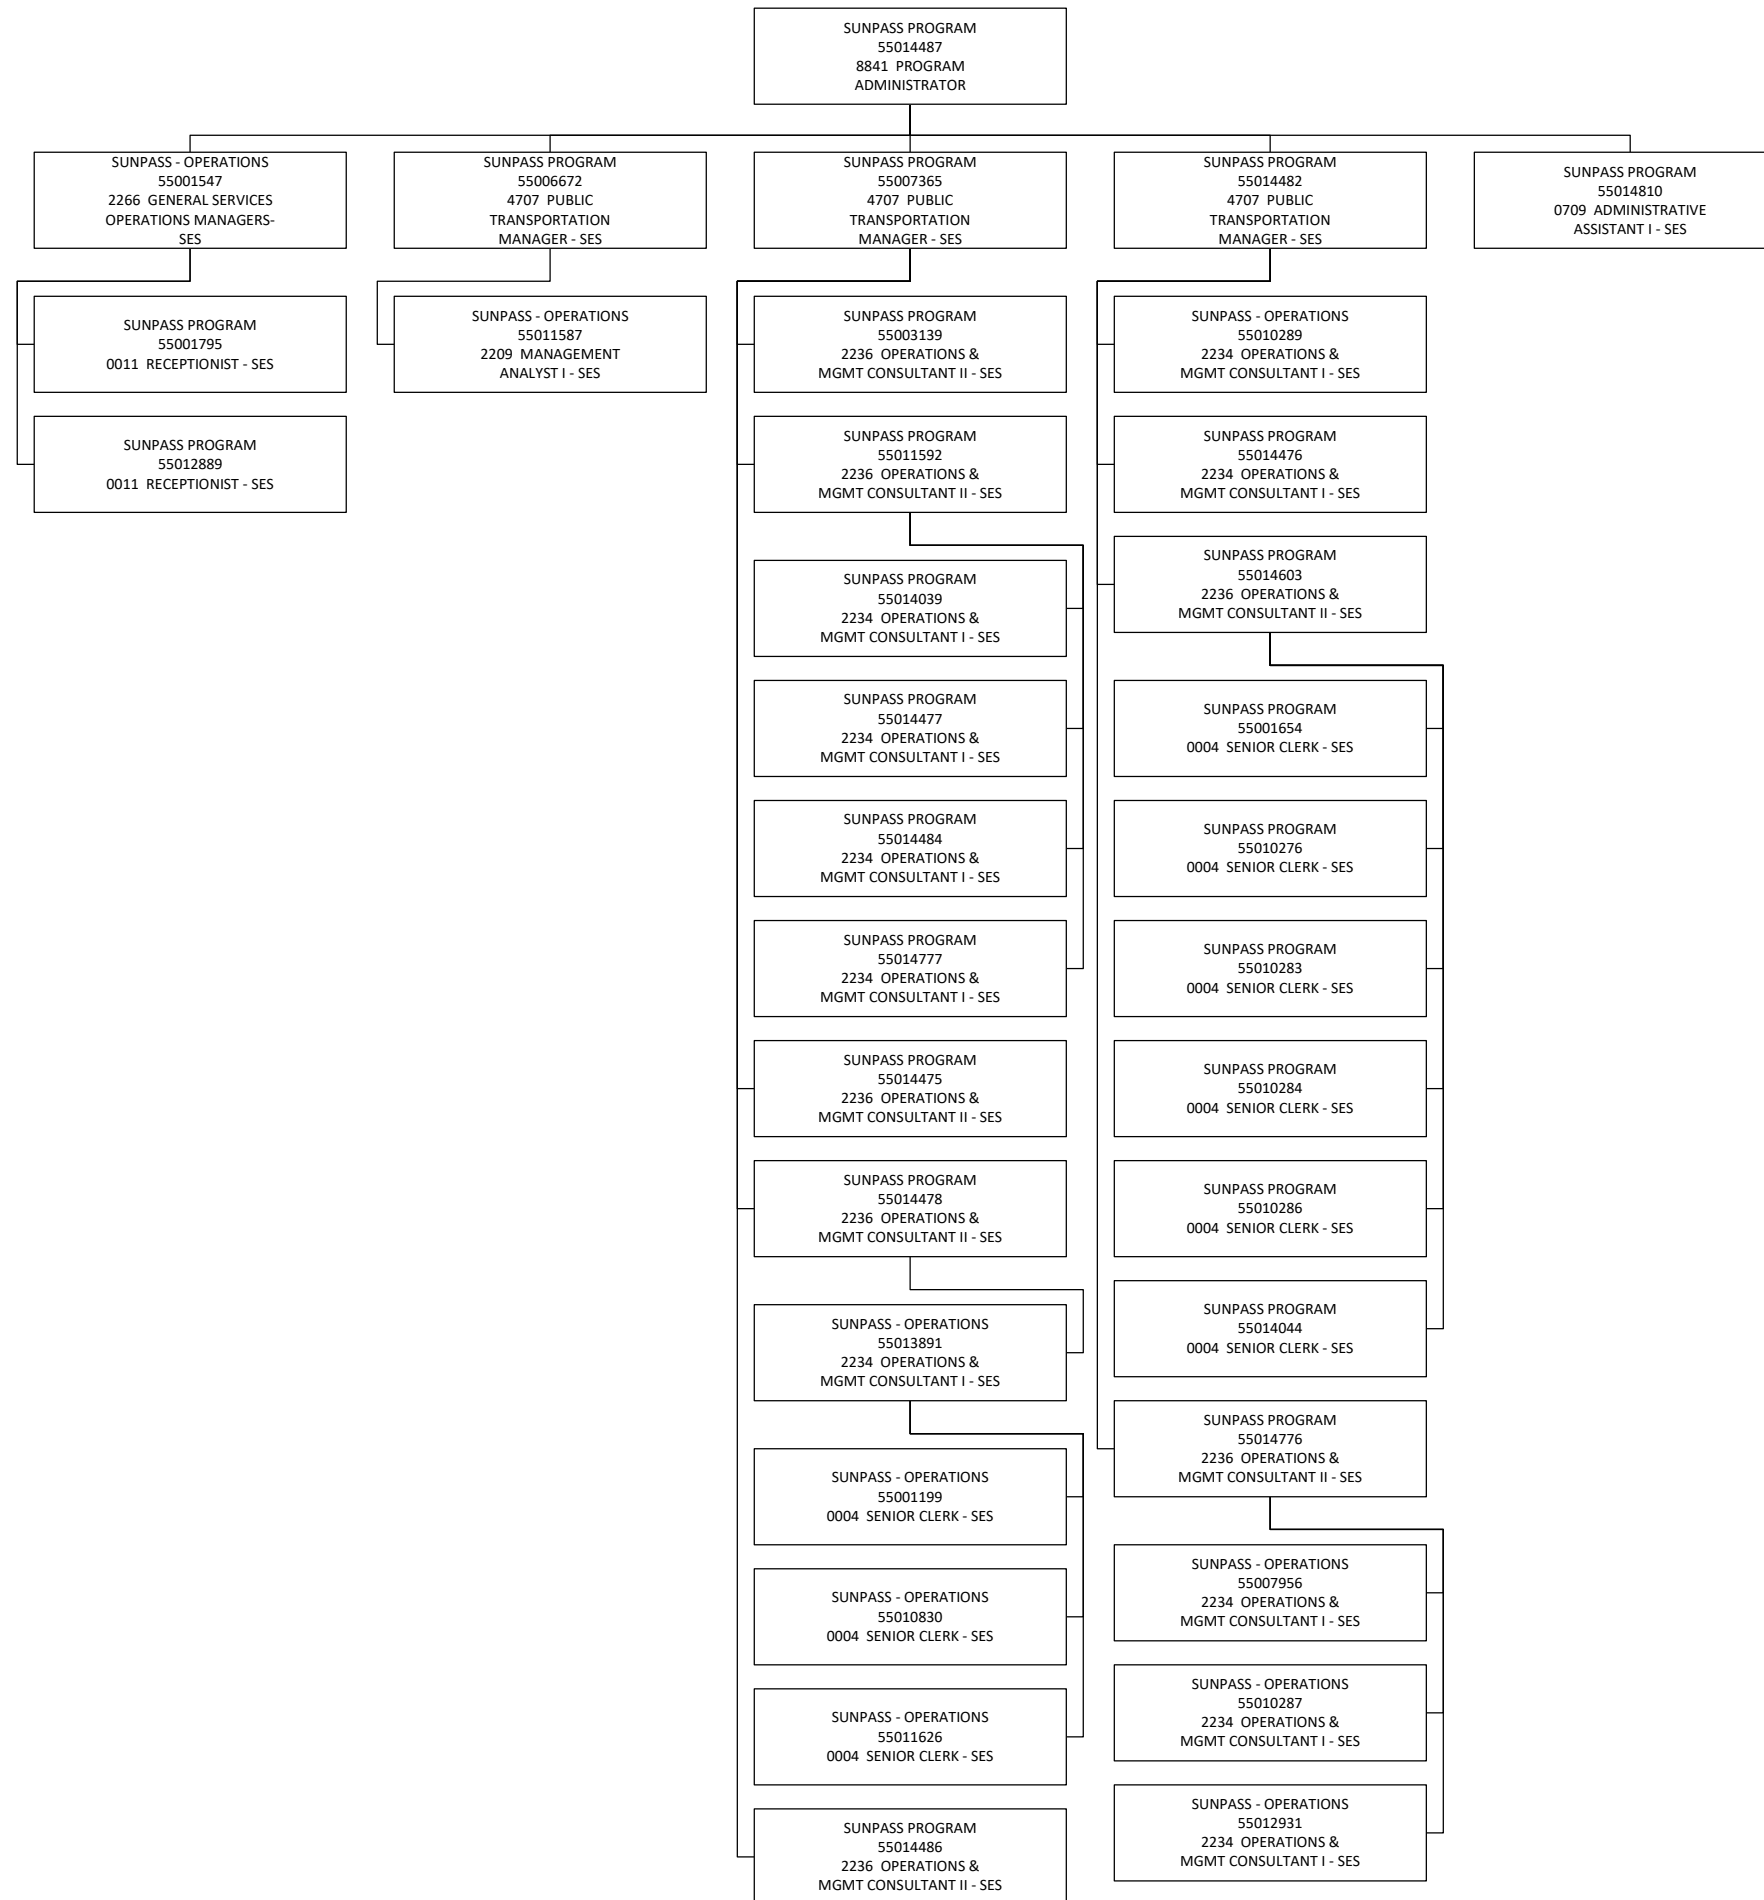 SUNPASS PROGRAM
55014487
8841 PROGRAM
ADMINISTRATOR
SUNPASS - OPERATIONS
55001547
2266 GENERAL SERVICES
OPERATIONS MANAGERS-
SES
SUNPASS PROGRAM
55006672
4707 PUBLIC
TRANSPORTATION
MANAGER - SES
SUNPASS PROGRAM
55007365
4707 PUBLIC
TRANSPORTATION
MANAGER - SES
SUNPASS PROGRAM
55014482
4707 PUBLIC
TRANSPORTATION
MANAGER - SES
SUNPASS PROGRAM
55014810
0709 ADMINISTRATIVE
ASSISTANT I - SES
SUNPASS PROGRAM
55001795
0011 RECEPTIONIST - SES
SUNPASS PROGRAM
55012889
0011 RECEPTIONIST - SES
SUNPASS - OPERATIONS
55011587
2209 MANAGEMENT
ANALYST I - SES
SUNPASS PROGRAM
55003139
2236 OPERATIONS &
MGMT CONSULTANT II - SES
SUNPASS PROGRAM
55011592
2236 OPERATIONS &
MGMT CONSULTANT II - SES
SUNPASS PROGRAM
55014039
2234 OPERATIONS &
MGMT CONSULTANT I - SES
SUNPASS PROGRAM
55014477
2234 OPERATIONS &
MGMT CONSULTANT I - SES
SUNPASS PROGRAM
55014484
2234 OPERATIONS &
MGMT CONSULTANT I - SES
SUNPASS PROGRAM
55014777
2234 OPERATIONS &
MGMT CONSULTANT I - SES
SUNPASS PROGRAM
55014475
2236 OPERATIONS &
MGMT CONSULTANT II - SES
SUNPASS PROGRAM
55014478
2236 OPERATIONS &
MGMT CONSULTANT II - SES
SUNPASS - OPERATIONS
55013891
2234 OPERATIONS &
MGMT CONSULTANT I - SES
SUNPASS - OPERATIONS
55001199
0004 SENIOR CLERK - SES
SUNPASS - OPERATIONS
55010830
0004 SENIOR CLERK - SES
SUNPASS - OPERATIONS
55011626
0004 SENIOR CLERK - SES
SUNPASS PROGRAM
55014486
2236 OPERATIONS &
MGMT CONSULTANT II - SES
SUNPASS - OPERATIONS
55010289
2234 OPERATIONS &
MGMT CONSULTANT I - SES
SUNPASS PROGRAM
55014476
2234 OPERATIONS &
MGMT CONSULTANT I - SES
SUNPASS PROGRAM
55014603
2236 OPERATIONS &
MGMT CONSULTANT II - SES
SUNPASS PROGRAM
55001654
0004 SENIOR CLERK - SES
SUNPASS PROGRAM
55010276
0004 SENIOR CLERK - SES
SUNPASS PROGRAM
55010283
0004 SENIOR CLERK - SES
SUNPASS PROGRAM
55010284
0004 SENIOR CLERK - SES
SUNPASS PROGRAM
55010286
0004 SENIOR CLERK - SES
SUNPASS PROGRAM
55014044
0004 SENIOR CLERK - SES
SUNPASS PROGRAM
55014776
2236 OPERATIONS &
MGMT CONSULTANT II - SES
SUNPASS - OPERATIONS
55007956
2234 OPERATIONS &
MGMT CONSULTANT I - SES
SUNPASS - OPERATIONS
55010287
2234 OPERATIONS &
MGMT CONSULTANT I - SES
SUNPASS - OPERATIONS
55012931
2234 OPERATIONS &
MGMT CONSULTANT I - SES